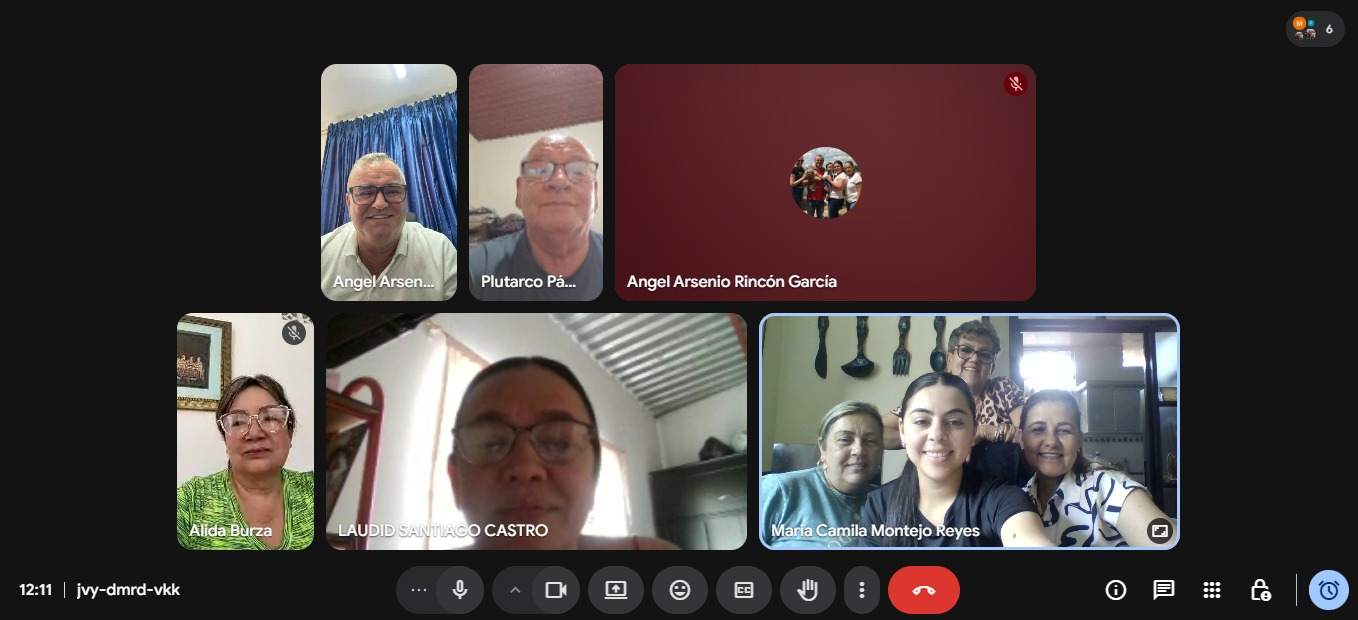 M
6
Angel Arsen...
Plutarco Pá...
Angel Arsenio Rincón García
Alida Burza
LAUDID SANTIAGO CASTRO
María Camila Montejo Reyes
12:11
jvy-dmrd-vkk
CC